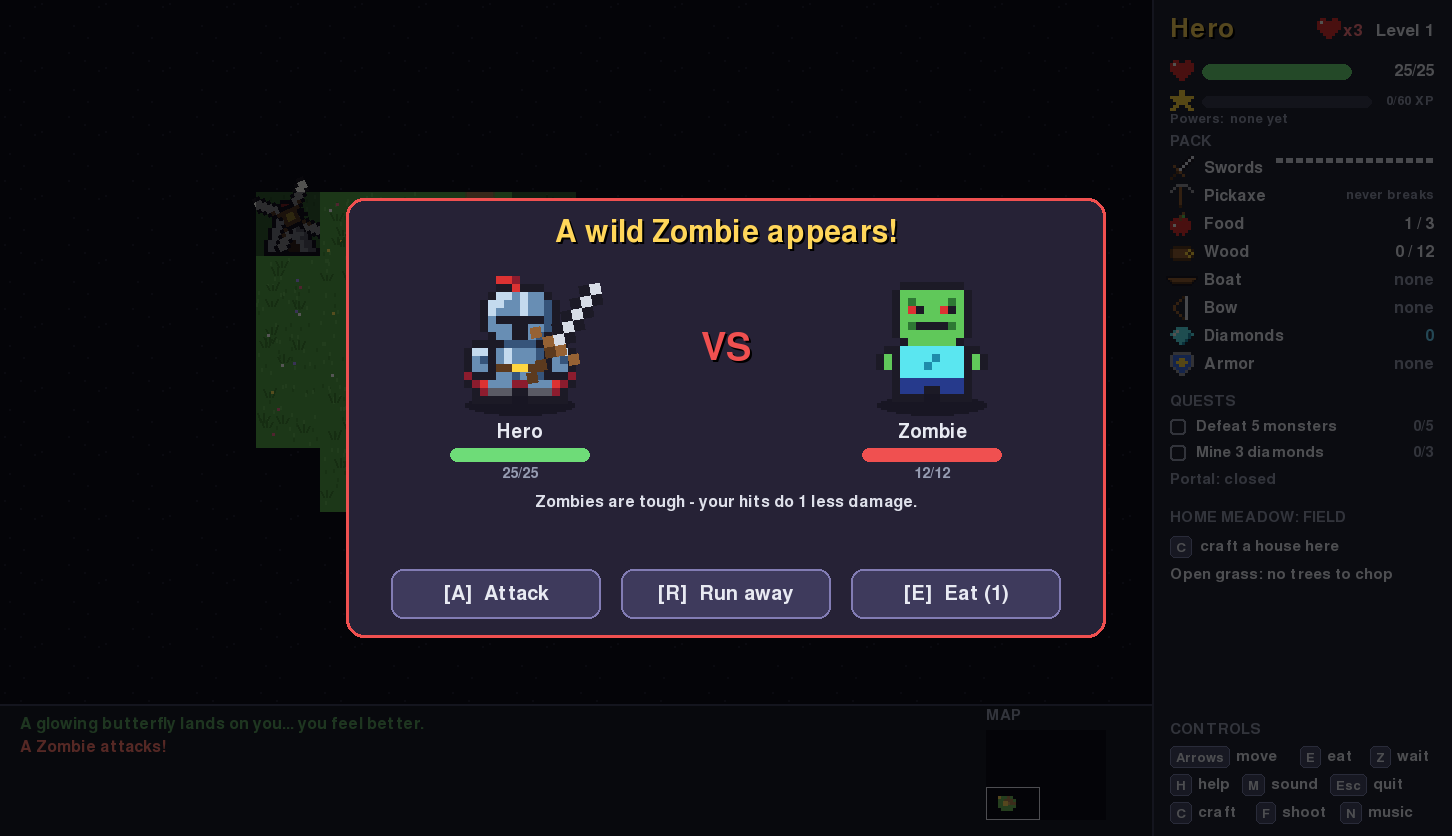 Hero x3 Level 1
25/25
0/60 XP
Powers: none yet
PACK
Swords
Pickaxe never breaks
Food 1 / 3
Wood 0 / 12
Boat none
Bow none
Diamonds 0
Armor none
QUESTS
Defeat 5 monsters 0/5
Mine 3 diamonds 0/3
Portal: closed
HOME MEADOW: FIELD
C craft a house here
Open grass: no trees to chop
CONTROLS
Arrows move E eat Z wait
H help M sound Esc quit
C craft F shoot N music
A wild Zombie appears!
VS
Hero Zombie
25/25 12/12
Zombies are tough - your hits do 1 less damage.
[A] Attack [R] Run away [E] Eat (1)
A glowing butterfly lands on you... you feel better.
A Zombie attacks!
MAP